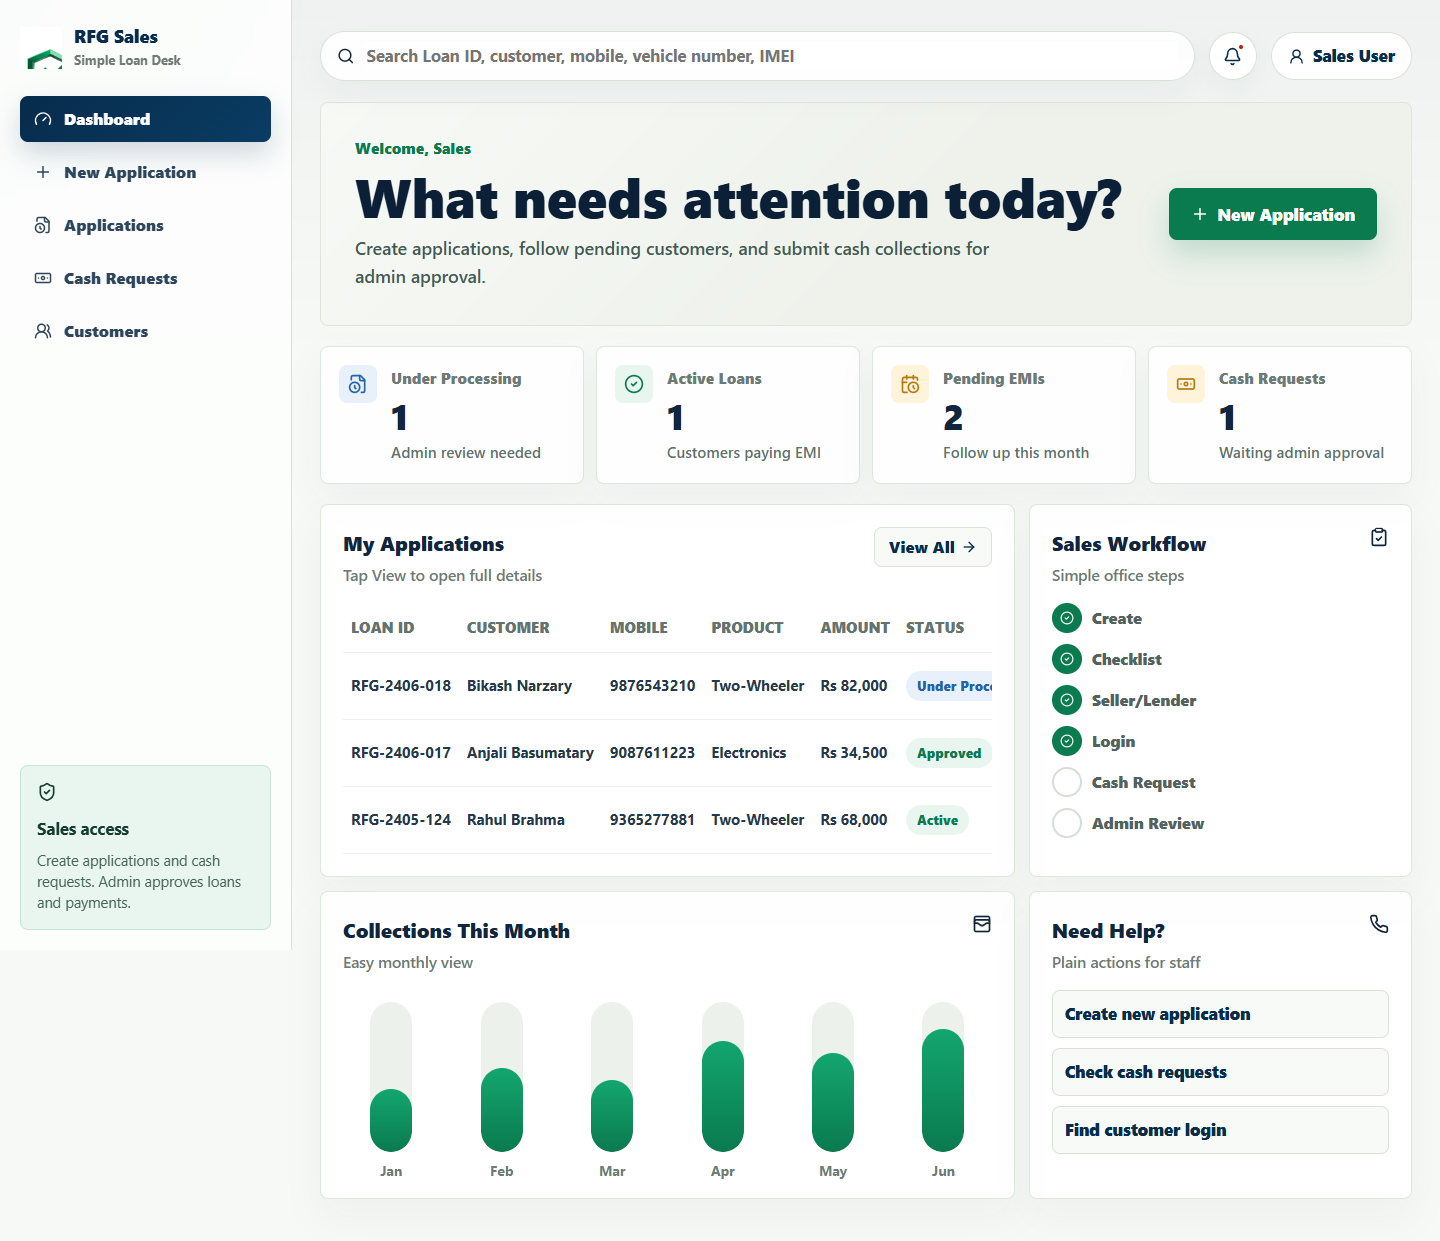 RFG Sales
Simple Loan Desk
Dashboard
New Application
Applications
Cash Requests
Customers
Sales access
Create applications and cash
requests. Admin approves loans
and payments.
Search Loan ID, customer, mobile, vehicle number, IMEI
Sales User
Welcome, Sales
What needs attention today?
Create applications, follow pending customers, and submit cash collections for
admin approval.
New Application
Under Processing
1
Admin review needed
Active Loans
1
Customers paying EMI
Pending EMIs
2
Follow up this month
Cash Requests
1
Waiting admin approval
My Applications
Tap View to open full details
View All
LOAN ID CUSTOMER MOBILE PRODUCT AMOUNT STATUS
RFG-2406-018 Bikash Narzary 9876543210 Two-Wheeler Rs 82,000 Under Proc
RFG-2406-017 Anjali Basumatary 9087611223 Electronics Rs 34,500 Approved
RFG-2405-124 Rahul Brahma 9365277881 Two-Wheeler Rs 68,000 Active
Sales Workflow
Simple office steps
Create
Checklist
Seller/Lender
Login
Cash Request
Admin Review
Collections This Month
Easy monthly view
Jan Feb Mar Apr May Jun
Need Help?
Plain actions for staff
Create new application
Check cash requests
Find customer login